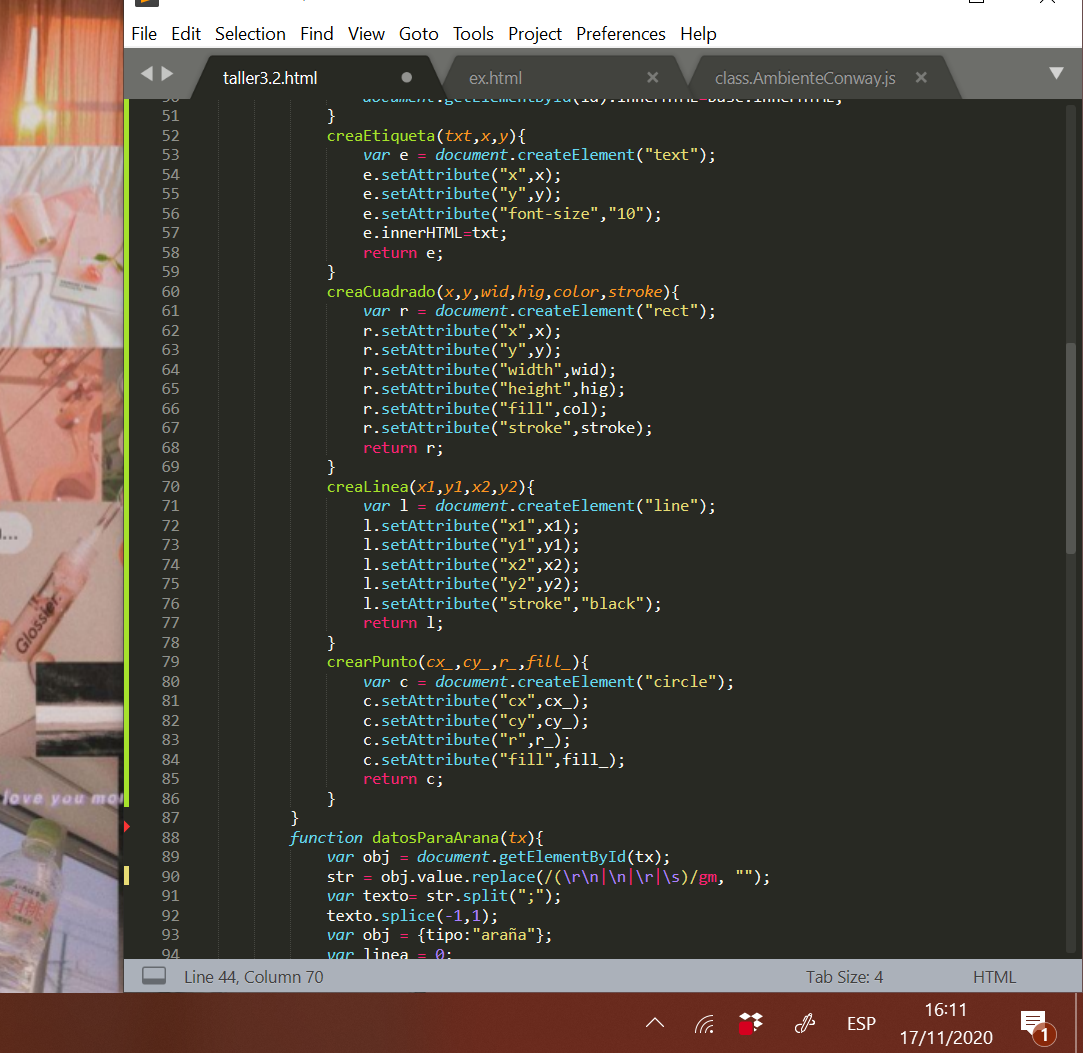 File Edit Selection Find View Goto Tools Project Preferences Help
taller3.2.html ex.html class.AmbienteConway.js
50 document.getElementById(id).innerHTML=base.innerHTML;
51 }
52 creaEtiqueta(txt,x,y){
53 var e = document.createElement("text");
54 e.setAttribute("x",x);
55 e.setAttribute("y",y);
56 e.setAttribute("font-size","10");
57 e.innerHTML=txt;
58 return e;
59 }
60 creaCuadrado(x,y,wid,hig,color,stroke){
61 var r = document.createElement("rect");
62 r.setAttribute("x",x);
63 r.setAttribute("y",y);
64 r.setAttribute("width",wid);
65 r.setAttribute("height",hig);
66 r.setAttribute("fill",col);
67 r.setAttribute("stroke",stroke);
68 return r;
69 }
70 creaLinea(x1,y1,x2,y2){
71 var l = document.createElement("line");
72 l.setAttribute("x1",x1);
73 l.setAttribute("y1",y1);
74 l.setAttribute("x2",x2);
75 l.setAttribute("y2",y2);
76 l.setAttribute("stroke","black");
77 return l;
78 }
79 crearPunto(cx_,cy_,r_,fill_){
80 var c = document.createElement("circle");
81 c.setAttribute("cx",cx_);
82 c.setAttribute("cy",cy_);
83 c.setAttribute("r",r_);
84 c.setAttribute("fill",fill_);
85 return c;
86 }
87 }
88 function datosParaArana(tx){
89 var obj = document.getElementById(tx);
90 str = obj.value.replace(/(\r\n|\n|\r|\s)/gm, "");
91 var texto= str.split(";");
92 texto.splice(-1,1);
93 var obj = {tipo:"araña"};
94 var linea = 0;
Line 44, Column 70 Tab Size: 4 HTML
ESP
16:11
17/11/2020
1
...
Glossier.
love you